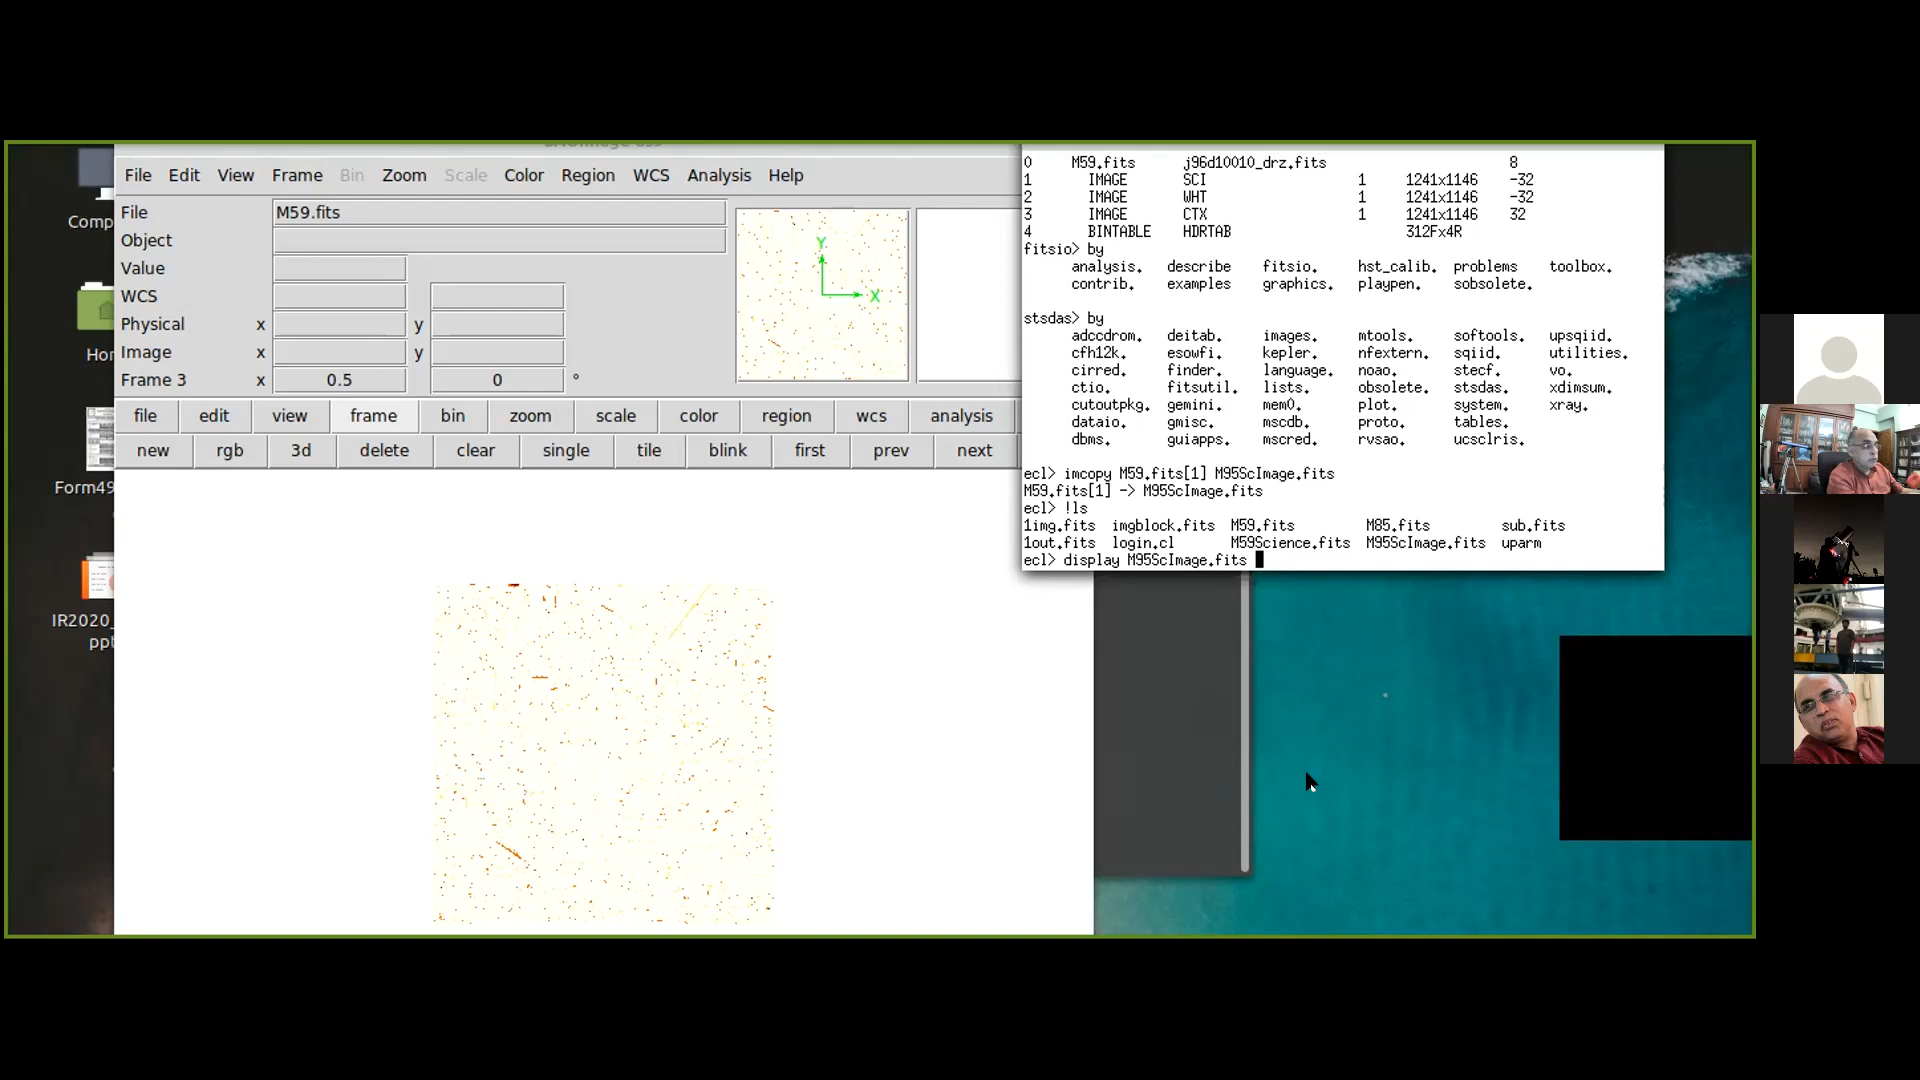 Comp
Hor
Form49
IR2020_
ppt
File Edit View Frame Bin Zoom Scale Color Region WCS Analysis Help
File M59.fits
Object
Value
WCS
Physical x y
Image x y
Frame 3 x 0.5 0 °
Y
X
file edit view frame bin zoom scale color region wcs analysis
new rgb 3d delete clear single tile blink first prev next
0 M59.fits j96d10010_drz.fits 8
1 IMAGE SCI 1 1241x1146 -32
2 IMAGE WHT 1 1241x1146 -32
3 IMAGE CTX 1 1241x1146 32
4 BINTABLE HDRTAB 312Fx4R
fitsio> by
analysis. describe fitsio. hst_calib. problems toolbox.
contrib. examples graphics. playpen. sobsolete.
stsdas> by
adccdrom. deitab. images. mtools. softools. upsqiid.
cfh12k. esowfi. kepler. nfextern. sqiid. utilities.
cirred. finder. language. noao. stecf. vo.
ctio. fitsutil. lists. obsolete. stsdas. xdimsum.
cutoutpkg. gemini. mem0. plot. system. xray.
dataio. gmisc. mscdb. proto. tables.
dbms. guiapps. mscred. rvsao. ucsclris.
ecl> imcopy M59.fits[1] M95ScImage.fits
M59.fits[1] -> M95ScImage.fits
ecl> !ls
1img.fits imgblock.fits M59.fits M85.fits sub.fits
1out.fits login.cl M59Science.fits M95ScImage.fits uparm
ecl> display M95ScImage.fits